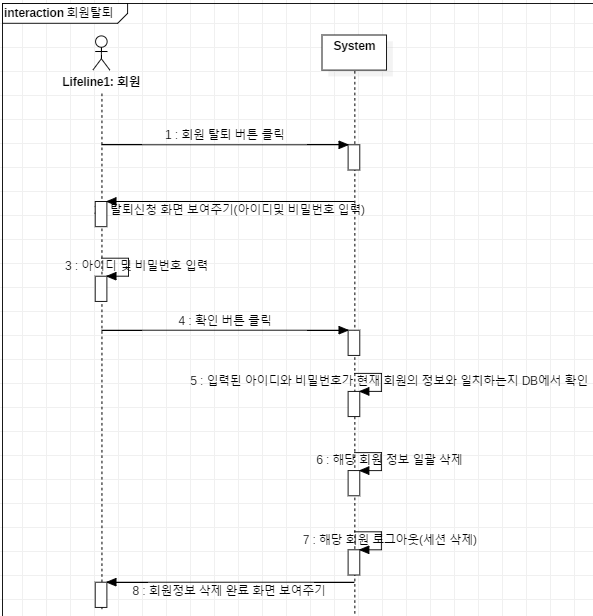 interaction 회원탈퇴
System
Lifeline1: 회원
1 : 회원 탈퇴 버튼 클릭
탈퇴신청 화면 보여주기(아이디및 비밀번호 입력)
3 : 아이디 및 비밀번호 입력
4 : 확인 버튼 클릭
5 : 입력된 아이디와 비밀번호가 현재 회원의 정보와 일치하는지 DB에서 확인
6 : 해당 회원 정보 일괄 삭제
7 : 해당 회원 로그아웃(세션 삭제)
8 : 회원정보 삭제 완료 화면 보여주기